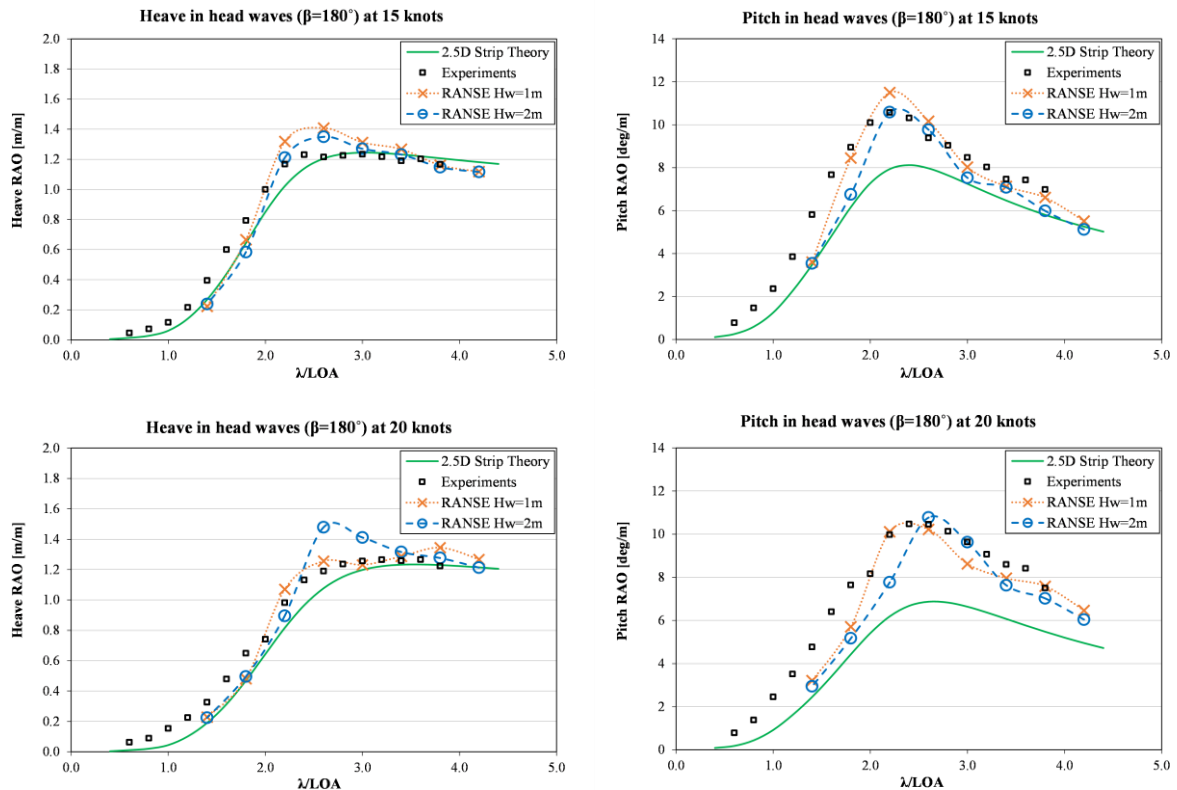 Heave in head waves (β=180˚) at 15 knots
2.0
1.8
1.6
1.4
1.2
1.0
0.8
0.6
0.4
0.2
0.0
Heave RAO [m/m]
2.5D Strip Theory
Experiments
RANSE Hw=1m
RANSE Hw=2m
0.0 1.0 2.0 3.0 4.0 5.0
λ/LOA
Pitch in head waves (β=180˚) at 15 knots
14
12
10
8
6
4
2
0
Pitch RAO [deg/m]
2.5D Strip Theory
Experiments
RANSE Hw=1m
RANSE Hw=2m
0.0 1.0 2.0 3.0 4.0 5.0
λ/LOA
Heave in head waves (β=180˚) at 20 knots
2.0
1.8
1.6
1.4
1.2
1.0
0.8
0.6
0.4
0.2
0.0
Heave RAO [m/m]
2.5D Strip Theory
Experiments
RANSE Hw=1m
RANSE Hw=2m
0.0 1.0 2.0 3.0 4.0 5.0
λ/LOA
Pitch in head waves (β=180˚) at 20 knots
14
12
10
8
6
4
2
0
Pitch RAO [deg/m]
2.5D Strip Theory
Experiments
RANSE Hw=1m
RANSE Hw=2m
0.0 1.0 2.0 3.0 4.0 5.0
λ/LOA